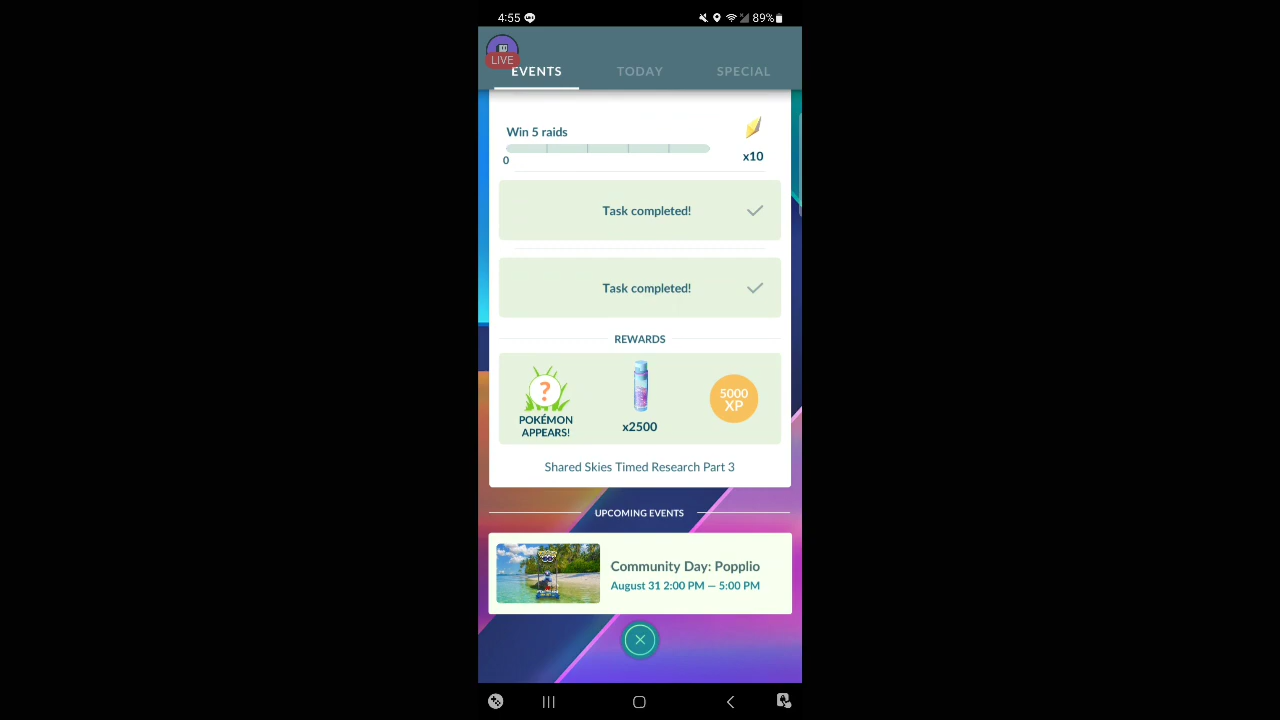 4:55
89%
LIVE
EVENTS
TODAY
SPECIAL
Win 5 raids
0
x10
Task completed!
Task completed!
REWARDS
?
POKÉMON
APPEARS!
x2500
5000
XP
Shared Skies Timed Research Part 3
UPCOMING EVENTS
Community Day: Popplio
August 31 2:00 PM — 5:00 PM